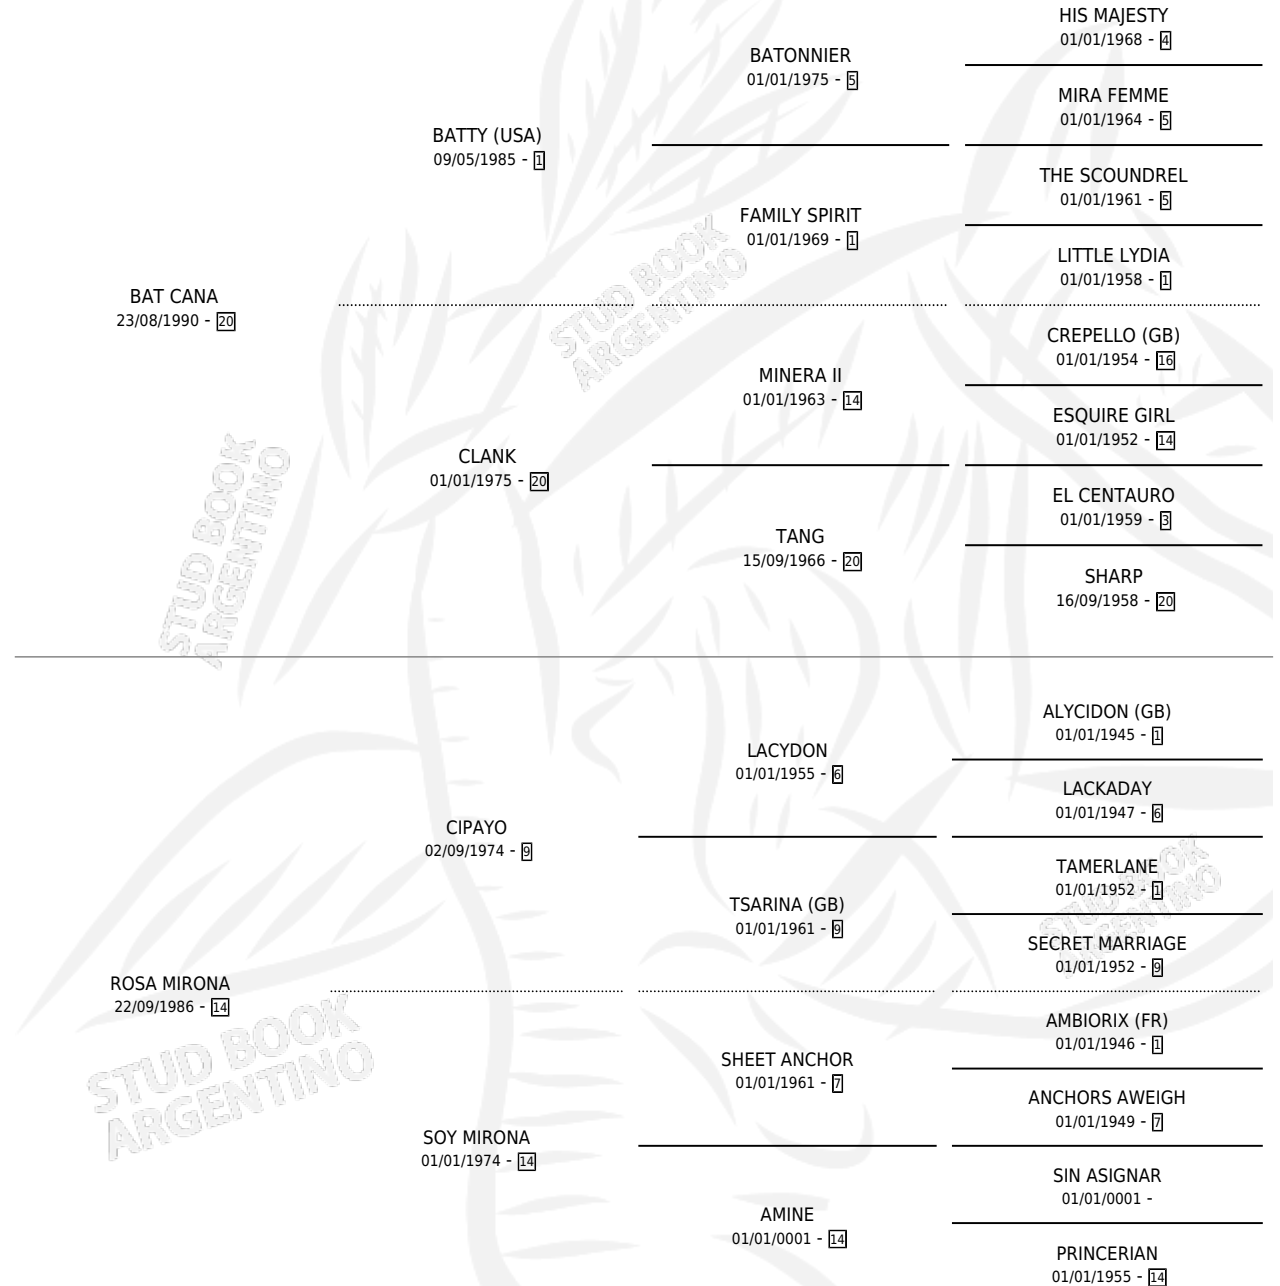 HIS MAJESTY
01/01/1968 - 4
BATONNIER
01/01/1975 - 5
MIRA FEMME
01/01/1964 - 5
BATTY (USA)
09/05/1985 - 1
THE SCOUNDREL
01/01/1961 - 5
FAMILY SPIRIT
01/01/1969 - 1
LITTLE LYDIA
01/01/1958 - 1
BAT CANA
23/08/1990 - 20
STUD BOOK
ARGENTINO
CREPELLO (GB)
01/01/1954 - 16
MINERA II
01/01/1963 - 14
ESQUIRE GIRL
01/01/1952 - 14
CLANK
01/01/1975 - 20
EL CENTAURO
01/01/1959 - 3
TANG
15/09/1966 - 20
SHARP
16/09/1958 - 20
STUD BOOK
ARGENTINO
ALYCIDON (GB)
01/01/1945 - 1
LACYDON
01/01/1955 - 6
LACKADAY
01/01/1947 - 6
CIPAYO
02/09/1974 - 9
TAMERLANE
01/01/1952 - 1
TSARINA (GB)
01/01/1961 - 9
SECRET MARRIAGE
01/01/1952 - 9
STUD BOOK
ARGENTINO
ROSA MIRONA
22/09/1986 - 14
AMBIORIX (FR)
01/01/1946 - 1
SHEET ANCHOR
01/01/1961 - 7
ANCHORS AWEIGH
01/01/1949 - 7
STUD BOOK
ARGENTINO
SOY MIRONA
01/01/1974 - 14
SIN ASIGNAR
01/01/0001 -
AMINE
01/01/0001 - 14
PRINCERIAN
01/01/1955 - 14